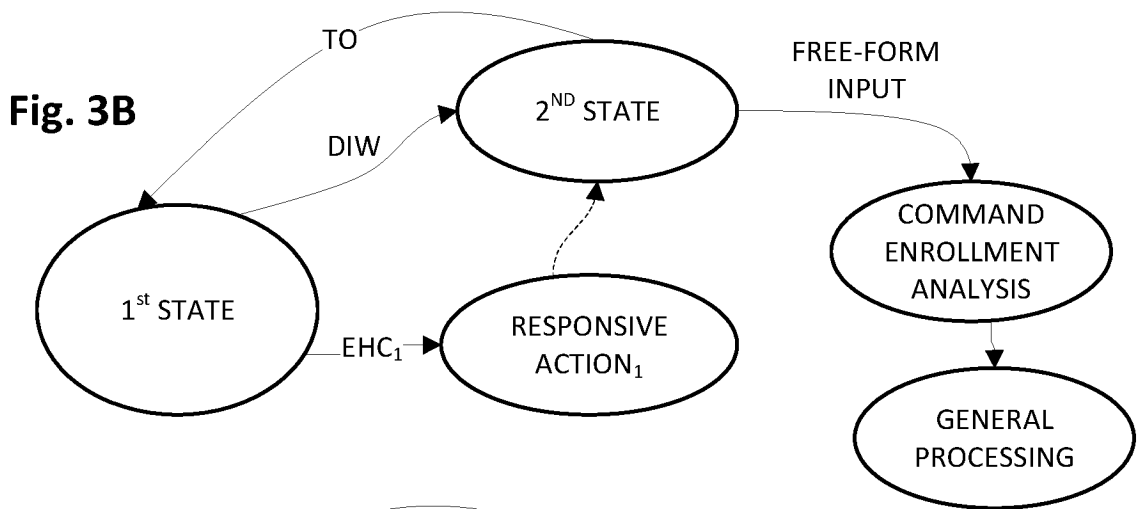 TO
FREE-FORM
INPUT
Fig. 3B
2ND STATE
DIW
COMMAND
ENROLLMENT
ANALYSIS
1st STATE
RESPONSIVE
EHC1
ACTION1
GENERAL
PROCESSING